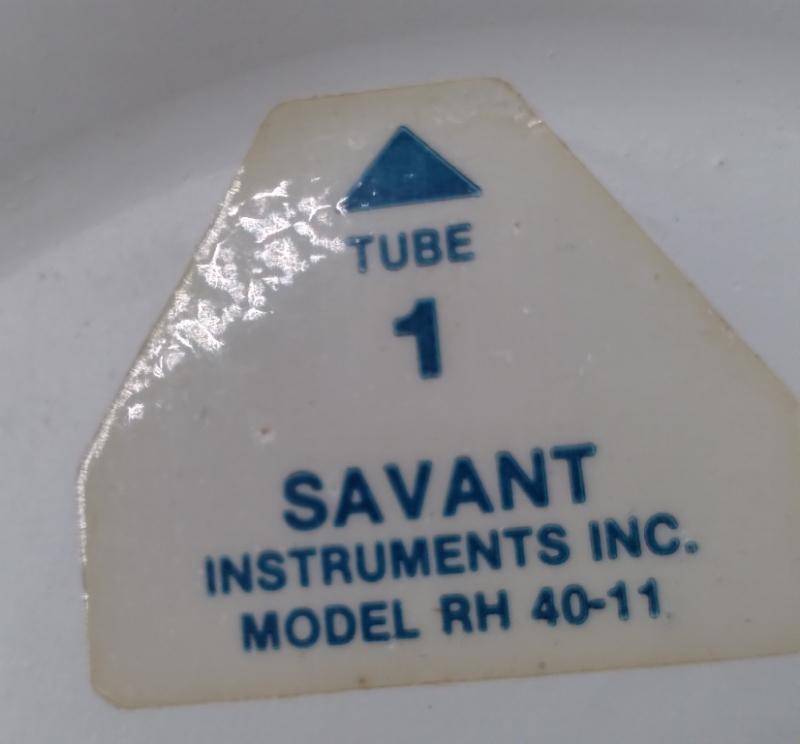 TUBE
1
SAVANT
INSTRUMENTS INC.
MODEL RH 40-11